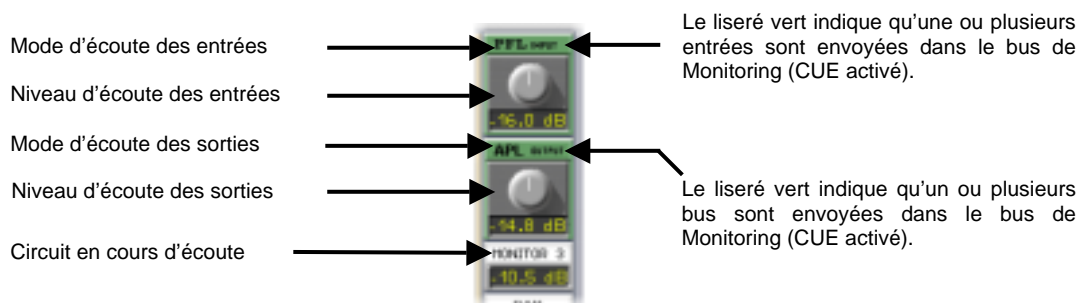 Mode d'écoute des entrées
Niveau d'écoute des entrées
Mode d'écoute des sorties
Niveau d'écoute des sorties
Circuit en cours d'écoute
PFL INPUT
-16.0 dB
APL OUTPUT
-14.8 dB
MONITOR 3
-10.5 dB
Le liseré vert indique qu'une ou plusieurs
entrées sont envoyées dans le bus de
Monitoring (CUE activé).
Le liseré vert indique qu'un ou plusieurs
bus sont envoyées dans le bus de
Monitoring (CUE activé).